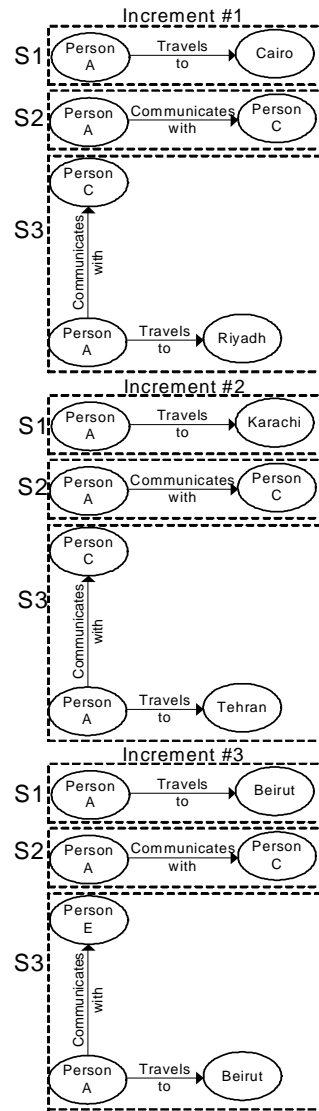 Increment #1
S1
Person
A
Travels
to
Cairo
S2
Person
A
Communicates
with
Person
C
S3
Person
C
Communicates
with
Person
A
Travels
to
Riyadh
Increment #2
S1
Person
A
Travels
to
Karachi
S2
Person
A
Communicates
with
Person
C
S3
Person
C
Communicates
with
Person
A
Travels
to
Tehran
Increment #3
S1
Person
A
Travels
to
Beirut
S2
Person
A
Communicates
with
Person
C
S3
Person
E
Communicates
with
Person
A
Travels
to
Beirut